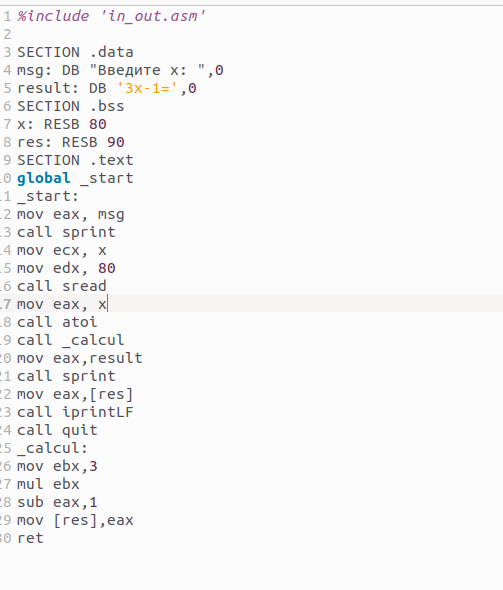 1 %include 'in_out.asm'
2
3 SECTION .data
4 msg: DB "Введите x: ",0
5 result: DB '3x-1=',0
6 SECTION .bss
7 x: RESB 80
8 res: RESB 90
9 SECTION .text
10 global _start
11 _start:
12 mov eax, msg
13 call sprint
14 mov ecx, x
15 mov edx, 80
16 call sread
17 mov eax, x
18 call atoi
19 call _calcul
20 mov eax,result
21 call sprint
22 mov eax,[res]
23 call iprintLF
24 call quit
25 _calcul:
26 mov ebx,3
27 mul ebx
28 sub eax,1
29 mov [res],eax
30 ret